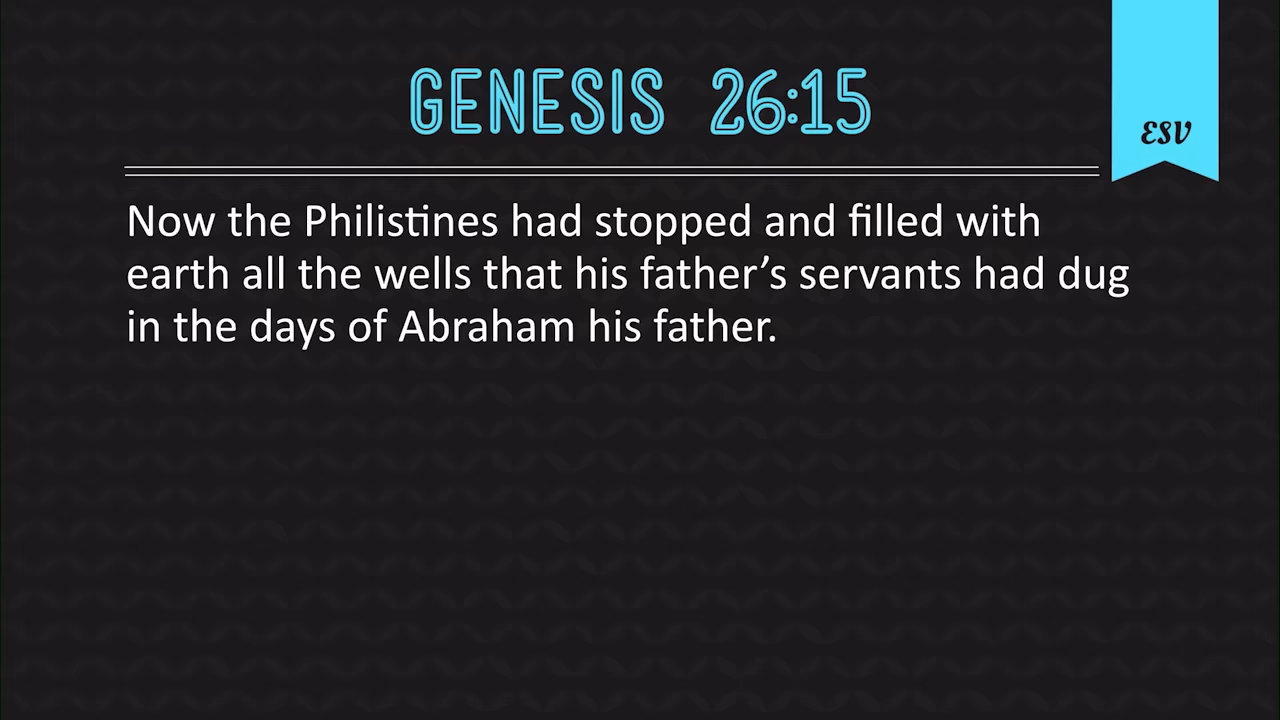 GENESIS 26:15
ESV
Now the Philistines had stopped and filled with
earth all the wells that his father’s servants had dug
in the days of Abraham his father.